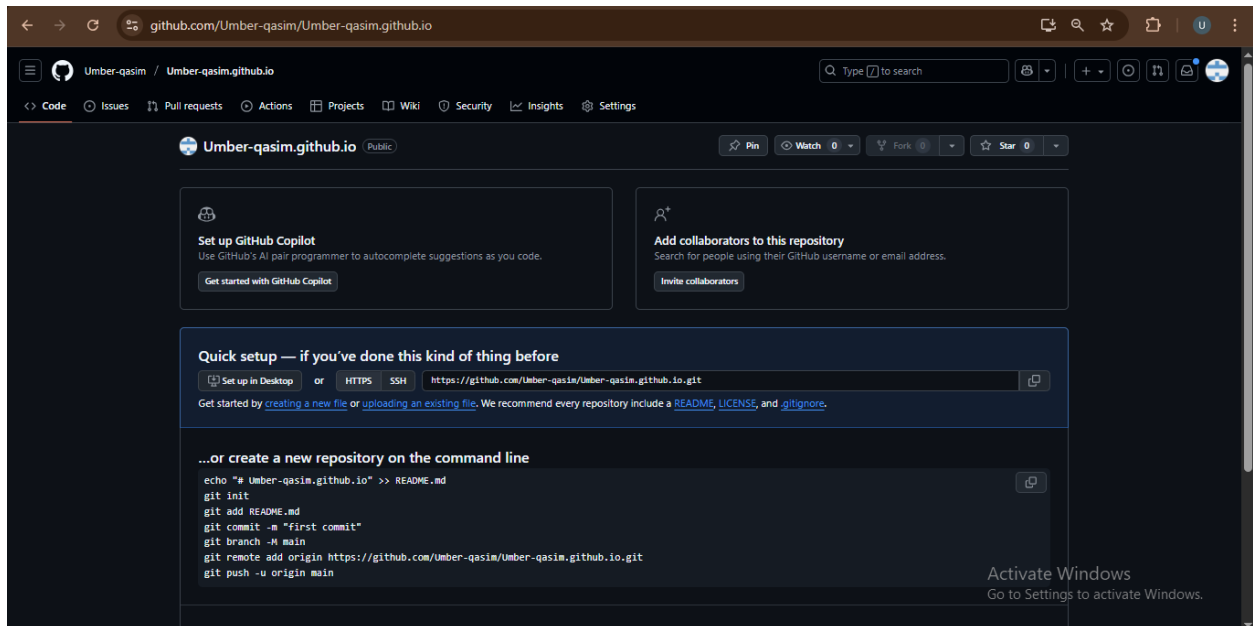 github.com/Umber-qasim/Umber-qasim.github.io
U
Umber-qasim / Umber-qasim.github.io
Type / to search
<> Code Issues Pull requests Actions Projects Wiki Security Insights Settings
Umber-qasim.github.io Public
Pin Watch 0 Fork 0 Star 0
Set up GitHub Copilot
Use GitHub's AI pair programmer to autocomplete suggestions as you code.
Get started with GitHub Copilot
Add collaborators to this repository
Search for people using their GitHub username or email address.
Invite collaborators
Quick setup — if you've done this kind of thing before
Set up in Desktop or HTTPS SSH https://github.com/Umber-qasim/Umber-qasim.github.io.git
Get started by creating a new file or uploading an existing file. We recommend every repository include a README, LICENSE, and .gitignore.
...or create a new repository on the command line
echo "# Umber-qasim.github.io" >> README.md
git init
git add README.md
git commit -m "first commit"
git branch -M main
git remote add origin https://github.com/Umber-qasim/Umber-qasim.github.io.git
git push -u origin main
Activate Windows
Go to Settings to activate Windows.